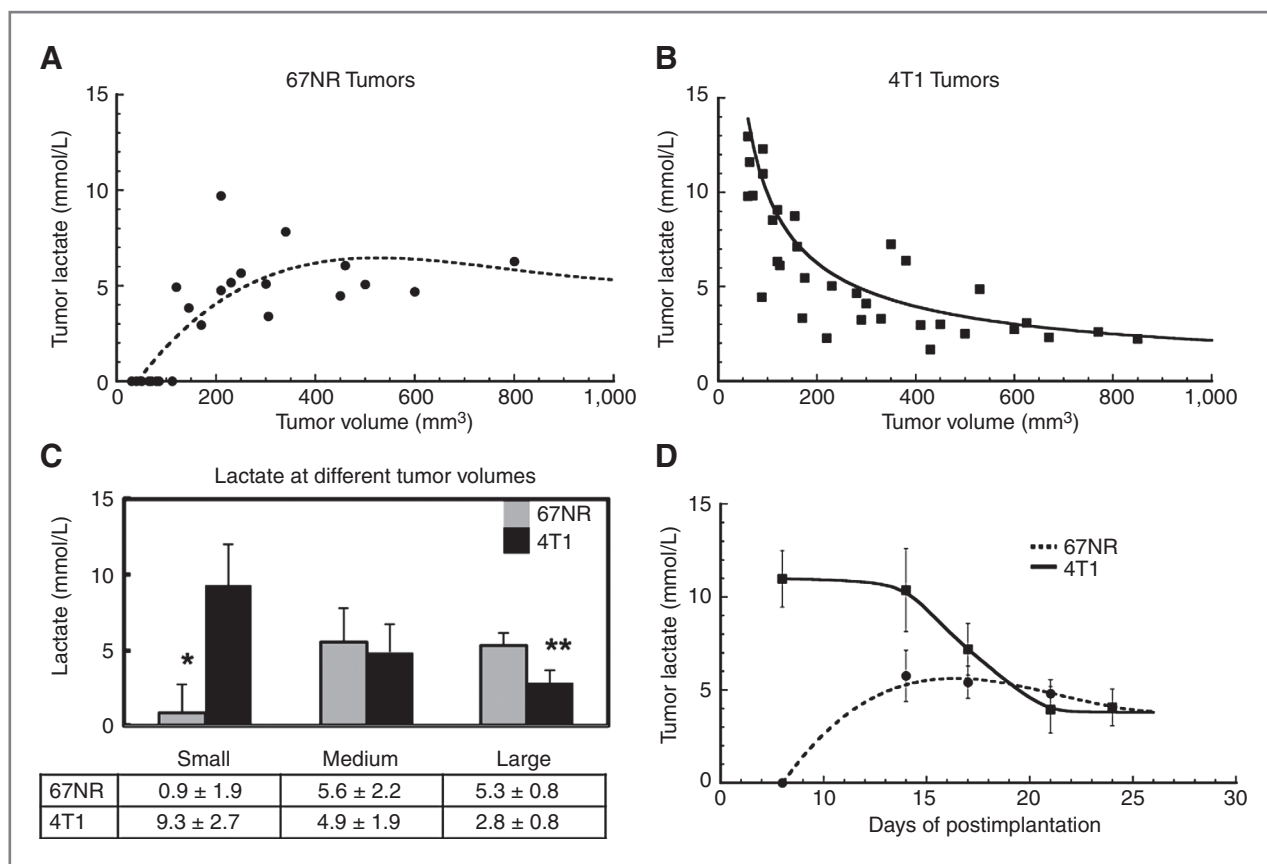 A
67NR Tumors
15
10
5
0
Tumor lactate (mmol/L)
0 200 400 600 800 1,000
Tumor volume (mm³)
B
4T1 Tumors
15
10
5
0
Tumor lactate (mmol/L)
0 200 400 600 800 1,000
Tumor volume (mm³)
C
Lactate at different tumor volumes
15
10
5
0
Lactate (mmol/L)
67NR
4T1
*
**
Small Medium Large
67NR 0.9 ± 1.9 5.6 ± 2.2 5.3 ± 0.8
4T1 9.3 ± 2.7 4.9 ± 1.9 2.8 ± 0.8
D
15
10
5
0
Tumor lactate (mmol/L)
67NR
4T1
0 10 15 20 25 30
Days of postimplantation